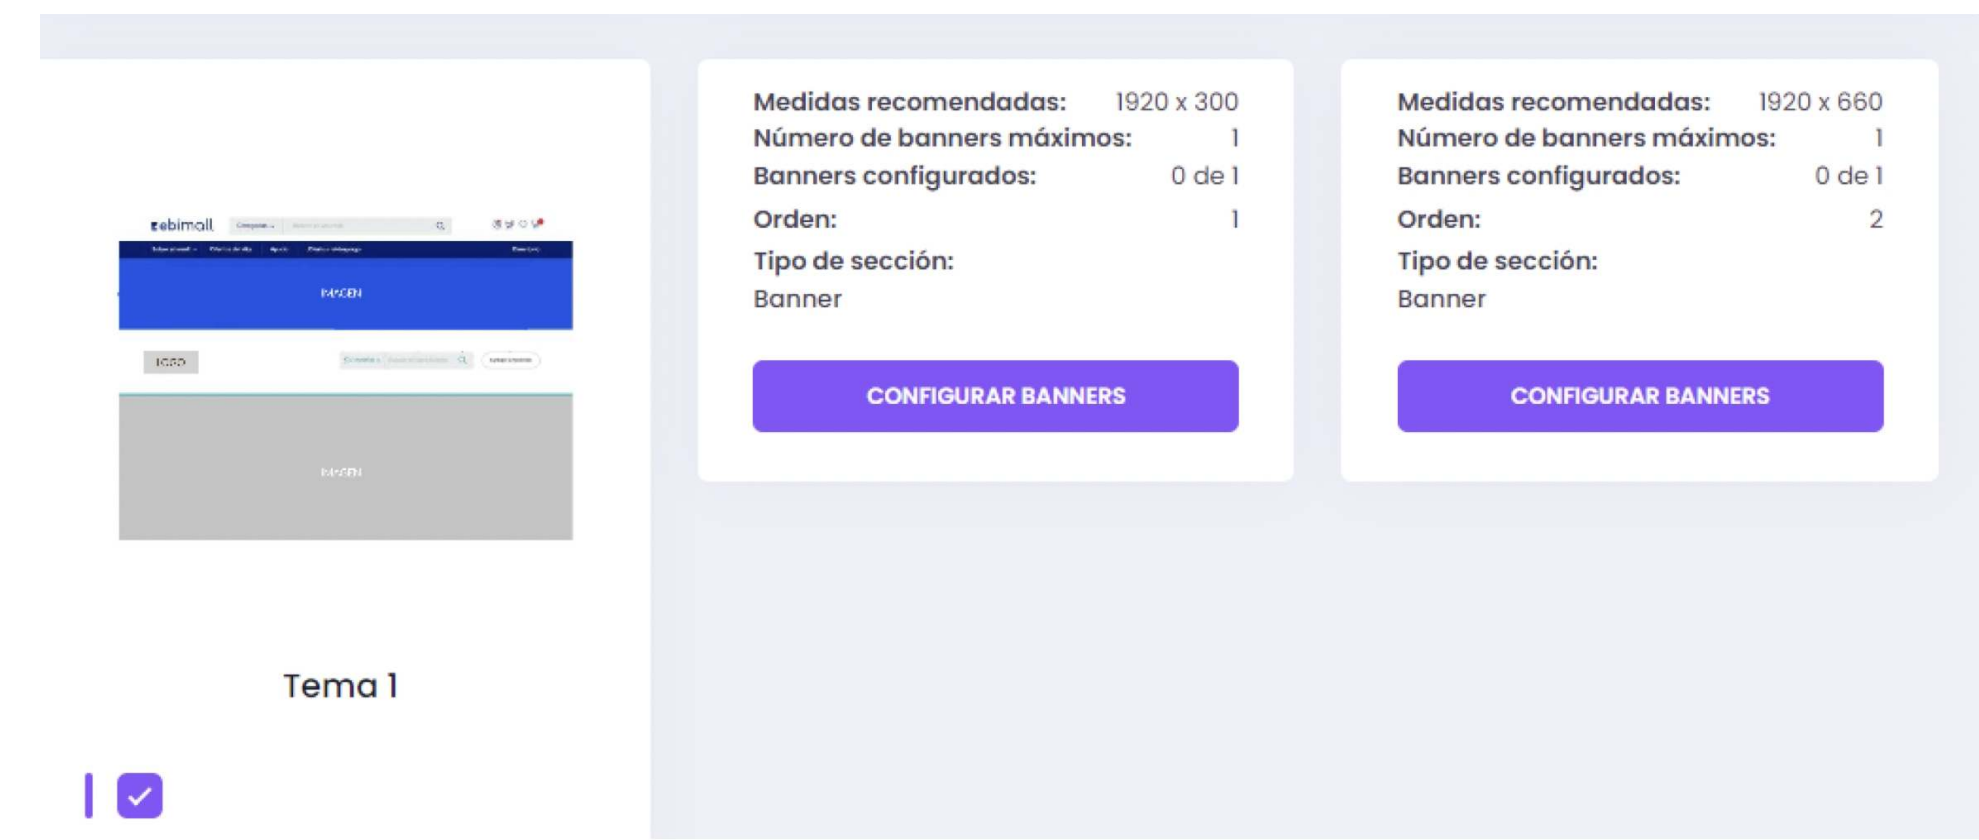 ebimall
IMAGEN
LOGO
IMAGEN
Tema 1
Medidas recomendadas: 1920 x 300
Número de banners máximos: 1
Banners configurados: 0 de 1
Orden: 1
Tipo de sección:
Banner
CONFIGURAR BANNERS
Medidas recomendadas: 1920 x 660
Número de banners máximos: 1
Banners configurados: 0 de 1
Orden: 2
Tipo de sección:
Banner
CONFIGURAR BANNERS